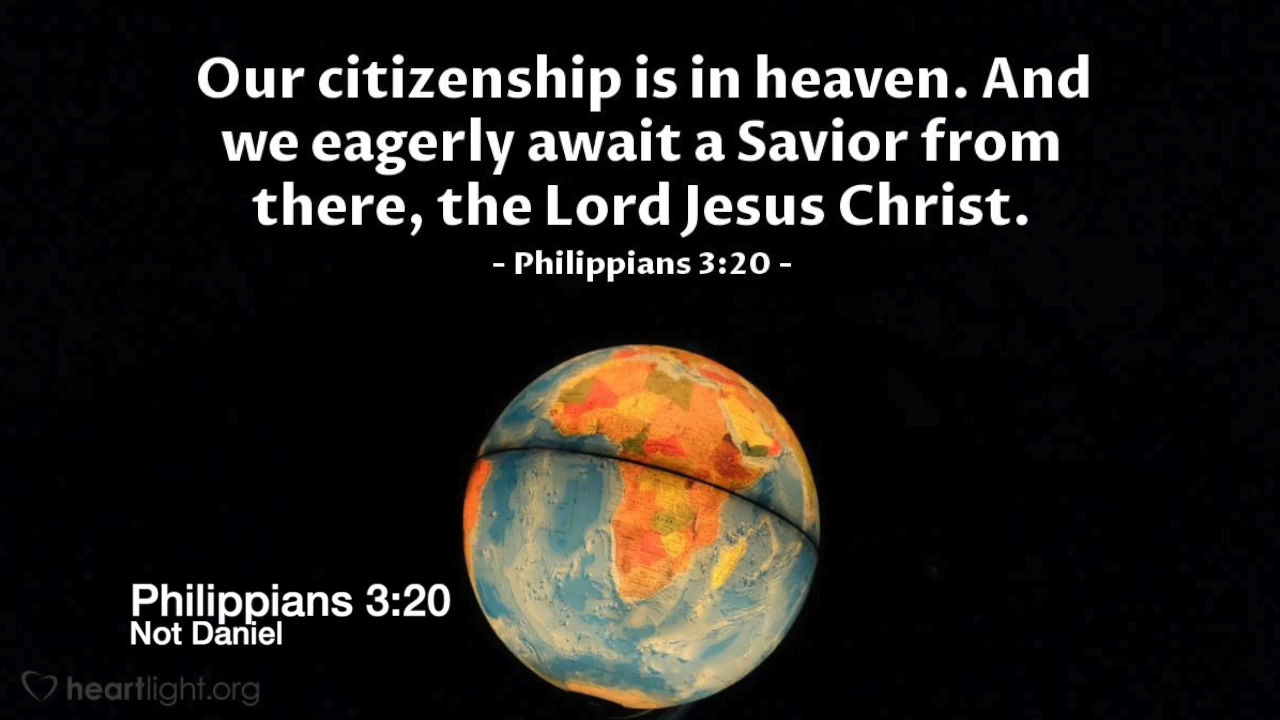 Our citizenship is in heaven. And
we eagerly await a Savior from
there, the Lord Jesus Christ.
- Philippians 3:20 -
Philippians 3:20
Not Daniel
heartlight.org